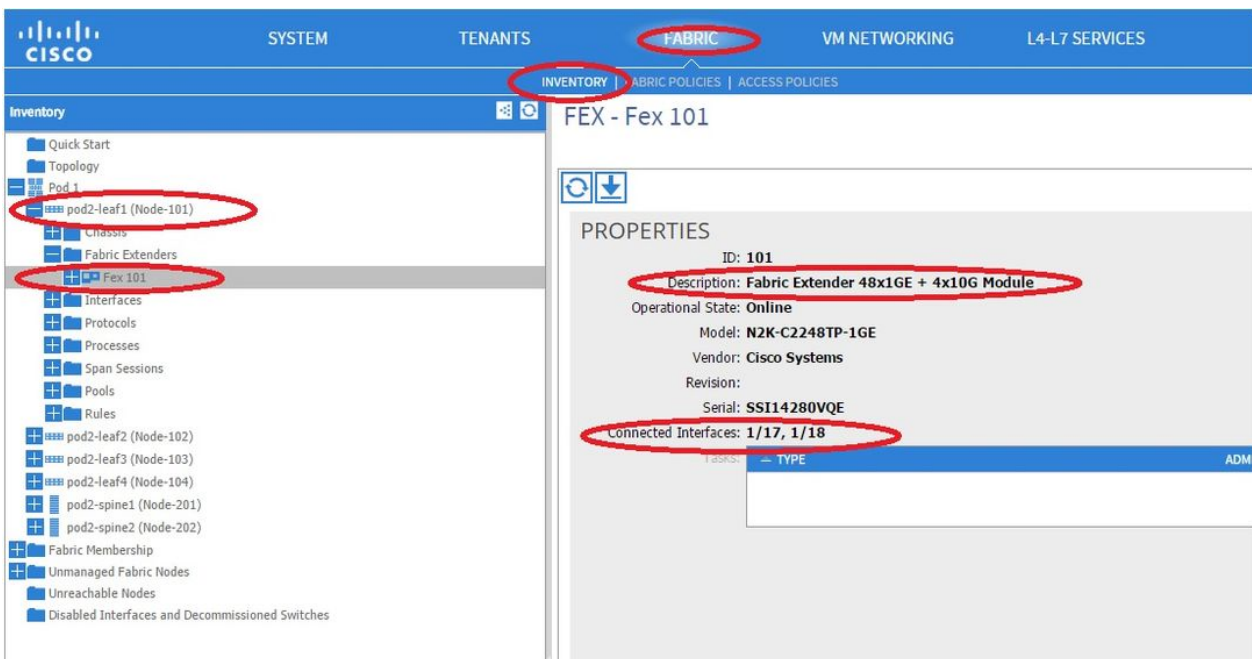 CISCO
SYSTEM TENANTS FABRIC VM NETWORKING L4-L7 SERVICES
INVENTORY | FABRIC POLICIES | ACCESS POLICIES
Inventory
Quick Start
Topology
Pod 1
pod2-leaf1 (Node-101)
Chassis
Fabric Extenders
Fex 101
Interfaces
Protocols
Processes
Span Sessions
Pools
Rules
pod2-leaf2 (Node-102)
pod2-leaf3 (Node-103)
pod2-leaf4 (Node-104)
pod2-spine1 (Node-201)
pod2-spine2 (Node-202)
Fabric Membership
Unmanaged Fabric Nodes
Unreachable Nodes
Disabled Interfaces and Decommissioned Switches
FEX - Fex 101
PROPERTIES
ID: 101
Description: Fabric Extender 48x1GE + 4x10G Module
Operational State: Online
Model: N2K-C2248TP-1GE
Vendor: Cisco Systems
Revision:
Serial: SSI14280VQE
Connected Interfaces: 1/17, 1/18
Tasks: TYPE ADM